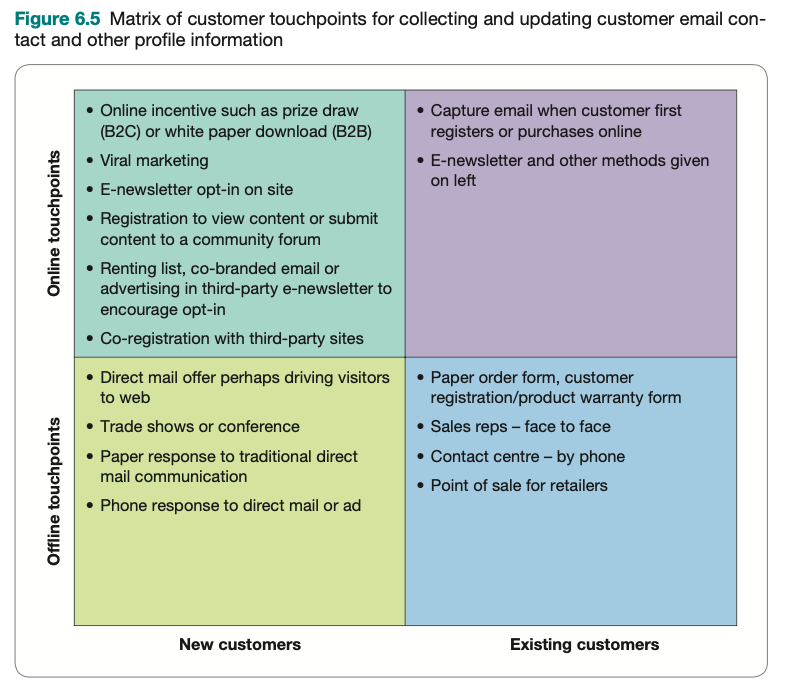 Figure 6.5 Matrix of customer touchpoints for collecting and updating customer email con-
tact and other profile information
Online touchpoints
• Online incentive such as prize draw
(B2C) or white paper download (B2B)
• Viral marketing
• E-newsletter opt-in on site
• Registration to view content or submit
content to a community forum
• Renting list, co-branded email or
advertising in third-party e-newsletter to
encourage opt-in
• Co-registration with third-party sites
• Capture email when customer first
registers or purchases online
• E-newsletter and other methods given
on left
Offline touchpoints
• Direct mail offer perhaps driving visitors
to web
• Trade shows or conference
• Paper response to traditional direct
mail communication
• Phone response to direct mail or ad
• Paper order form, customer
registration/product warranty form
• Sales reps – face to face
• Contact centre – by phone
• Point of sale for retailers
New customers
Existing customers